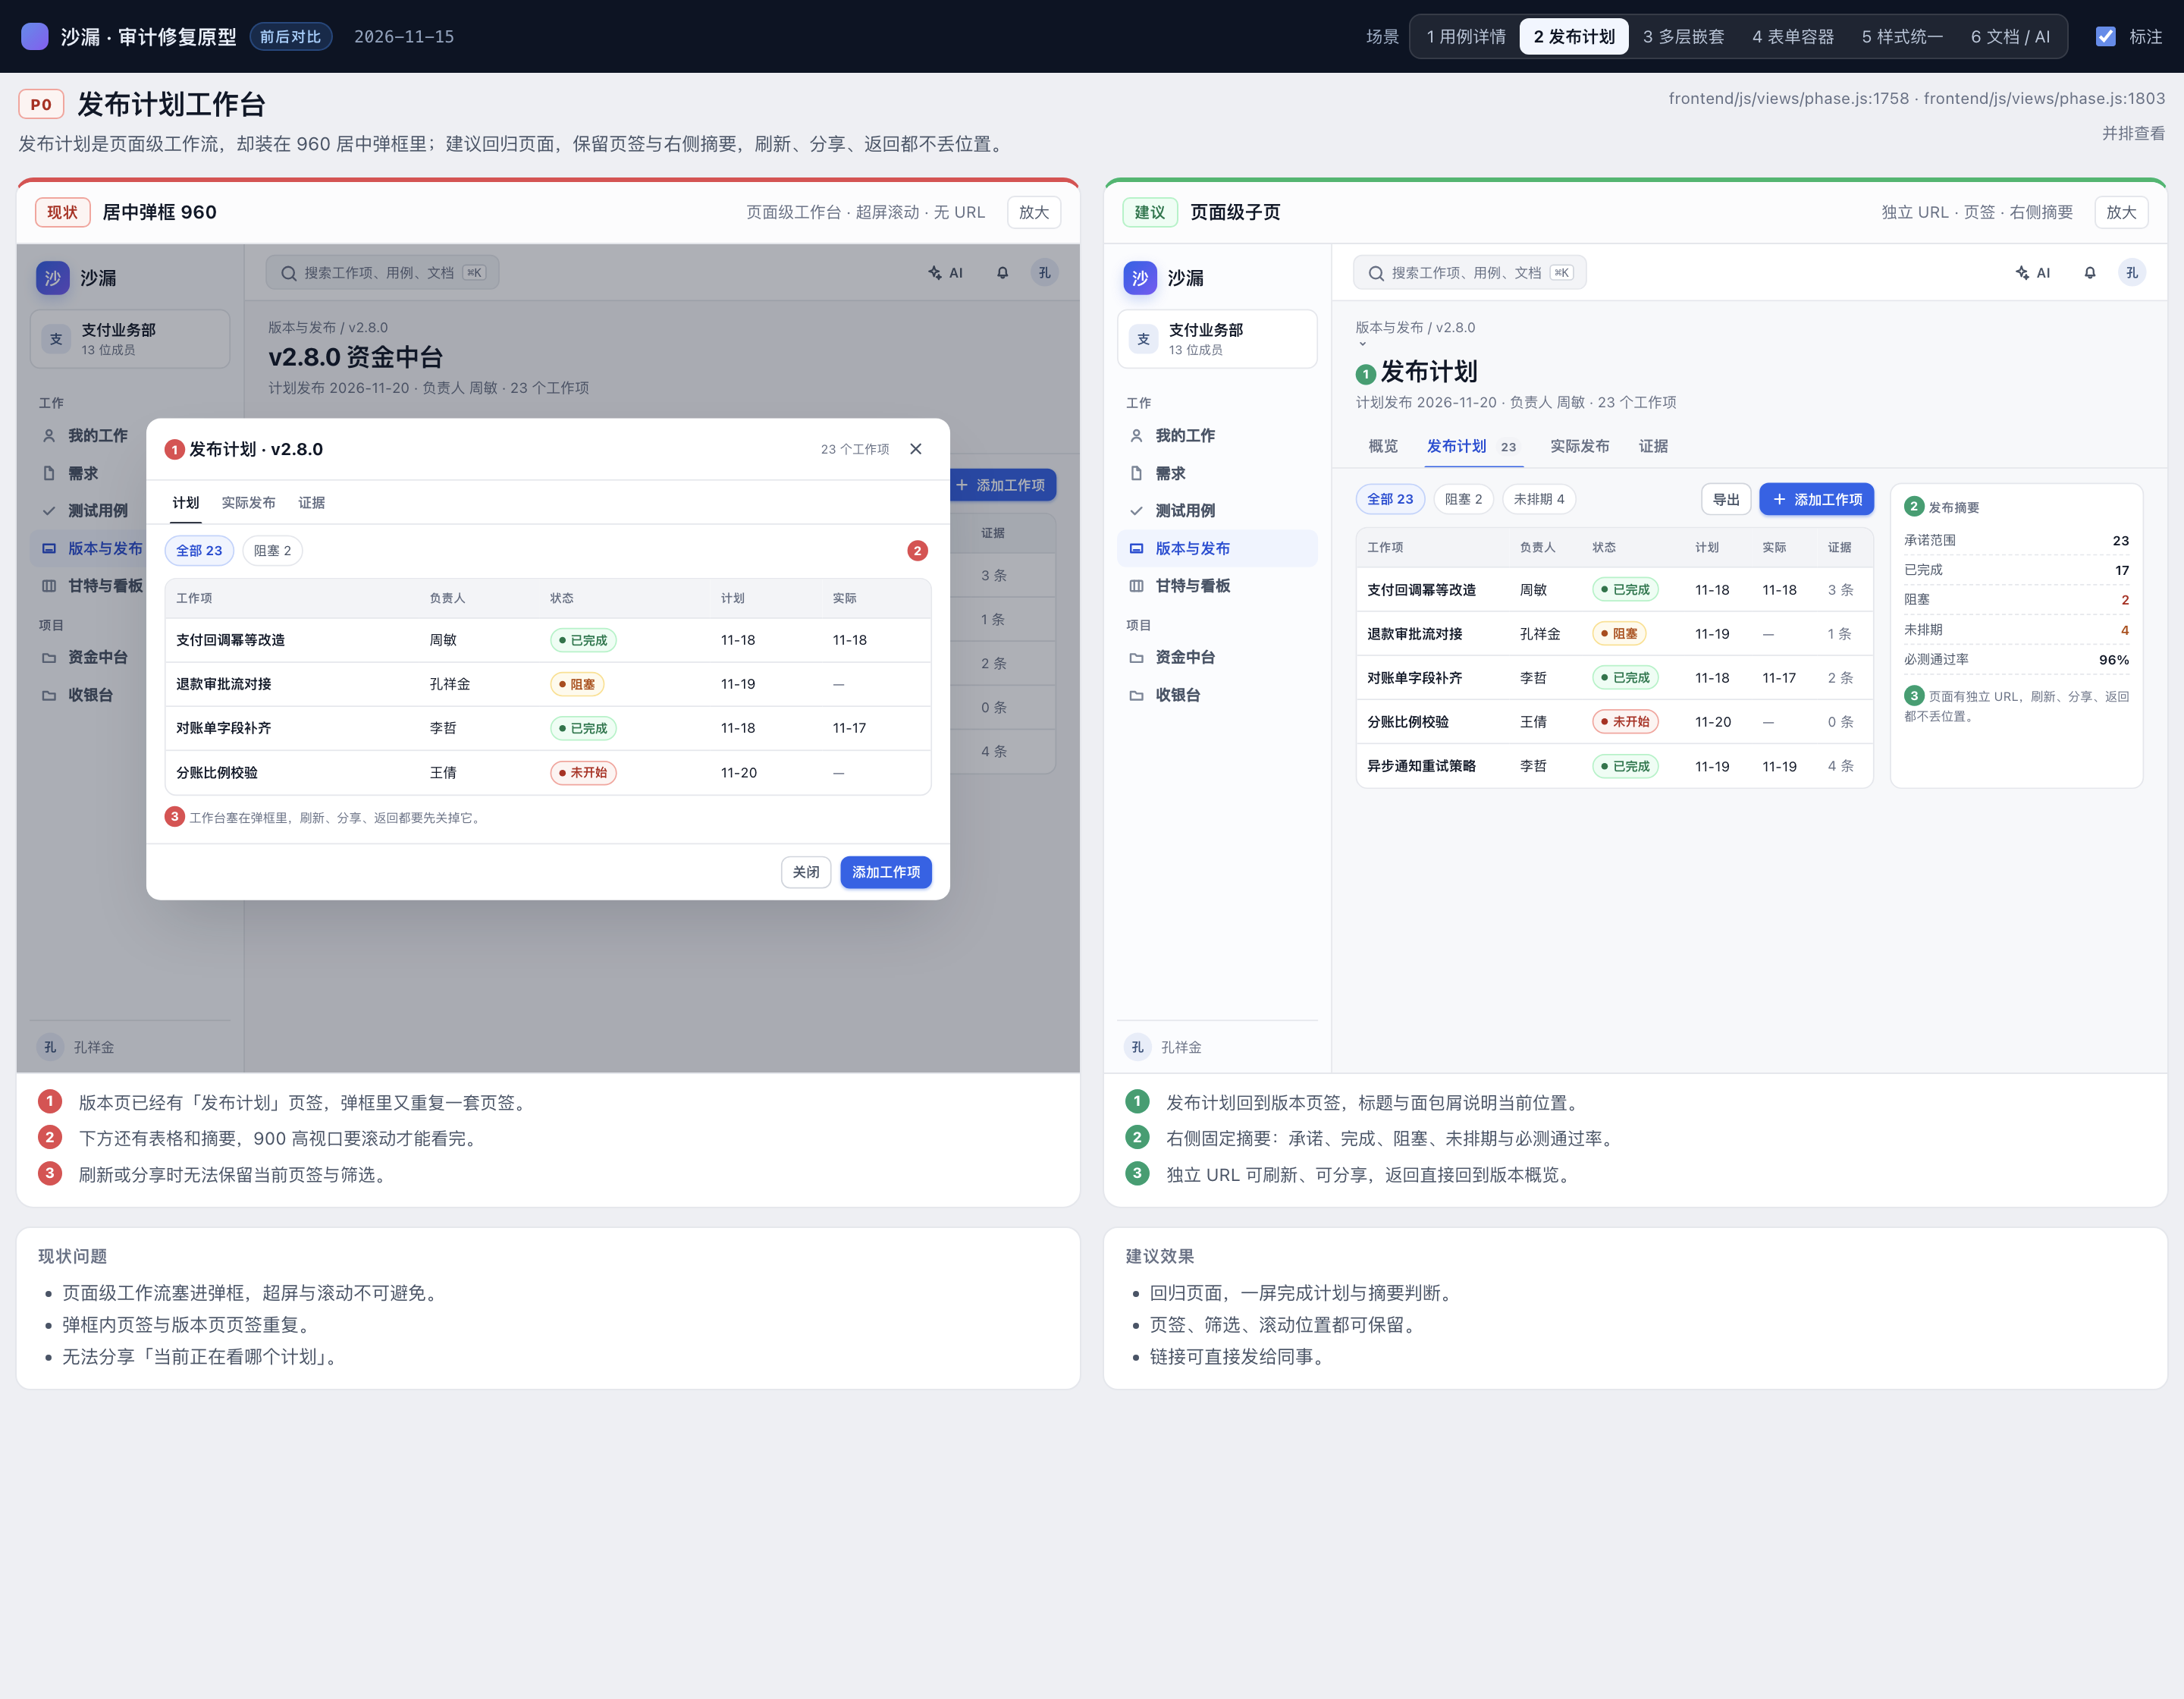 沙漏 · 审计修复原型 前后对比 2026-11-15 场景 1 用例详情 2 发布计划 3 多层嵌套 4 表单容器 5 样式统一 6 文档 / AI 标注
P0 发布计划工作台
frontend/js/views/phase.js:1758 · frontend/js/views/phase.js:1803
发布计划是页面级工作流，却装在 960 居中弹框里；建议回归页面，保留页签与右侧摘要，刷新、分享、返回都不丢位置。
并排查看
现状 居中弹框 960 页面级工作台 · 超屏滚动 · 无 URL 放大
沙 沙漏
搜索工作项、用例、文档 ⌘K AI 孔
支 支付业务部
13 位成员
版本与发布 / v2.8.0
v2.8.0 资金中台
计划发布 2026-11-20 · 负责人 周敏 · 23 个工作项
工作
我的工作
需求
测试用例
版本与发布
甘特与看板
项目
资金中台
收银台
孔 孔祥金
+ 添加工作项
证据
3 条
1 条
2 条
0 条
4 条
1 发布计划 · v2.8.0 23 个工作项
计划 实际发布 证据
全部 23 阻塞 2 2
工作项 负责人 状态 计划 实际
支付回调幂等改造 周敏 已完成 11-18 11-18
退款审批流对接 孔祥金 阻塞 11-19 —
对账单字段补齐 李哲 已完成 11-18 11-17
分账比例校验 王倩 未开始 11-20 —
3 工作台塞在弹框里，刷新、分享、返回都要先关掉它。
关闭 添加工作项
1 版本页已经有「发布计划」页签，弹框里又重复一套页签。
2 下方还有表格和摘要，900 高视口要滚动才能看完。
3 刷新或分享时无法保留当前页签与筛选。
建议 页面级子页 独立 URL · 页签 · 右侧摘要 放大
沙 沙漏
搜索工作项、用例、文档 ⌘K AI 孔
支 支付业务部
13 位成员
工作
我的工作
需求
测试用例
版本与发布
甘特与看板
项目
资金中台
收银台
孔 孔祥金
版本与发布 / v2.8.0
1 发布计划
计划发布 2026-11-20 · 负责人 周敏 · 23 个工作项
概览 发布计划 23 实际发布 证据
全部 23 阻塞 2 未排期 4 导出 + 添加工作项
工作项 负责人 状态 计划 实际 证据
支付回调幂等改造 周敏 已完成 11-18 11-18 3 条
退款审批流对接 孔祥金 阻塞 11-19 — 1 条
对账单字段补齐 李哲 已完成 11-18 11-17 2 条
分账比例校验 王倩 未开始 11-20 — 0 条
异步通知重试策略 李哲 已完成 11-19 11-19 4 条
2 发布摘要
承诺范围 23
已完成 17
阻塞 2
未排期 4
必测通过率 96%
3 页面有独立 URL，刷新、分享、返回
都不丢位置。
1 发布计划回到版本页签，标题与面包屑说明当前位置。
2 右侧固定摘要：承诺、完成、阻塞、未排期与必测通过率。
3 独立 URL 可刷新、可分享，返回直接回到版本概览。
现状问题
• 页面级工作流塞进弹框，超屏与滚动不可避免。
• 弹框内页签与版本页页签重复。
• 无法分享「当前正在看哪个计划」。
建议效果
• 回归页面，一屏完成计划与摘要判断。
• 页签、筛选、滚动位置都可保留。
• 链接可直接发给同事。